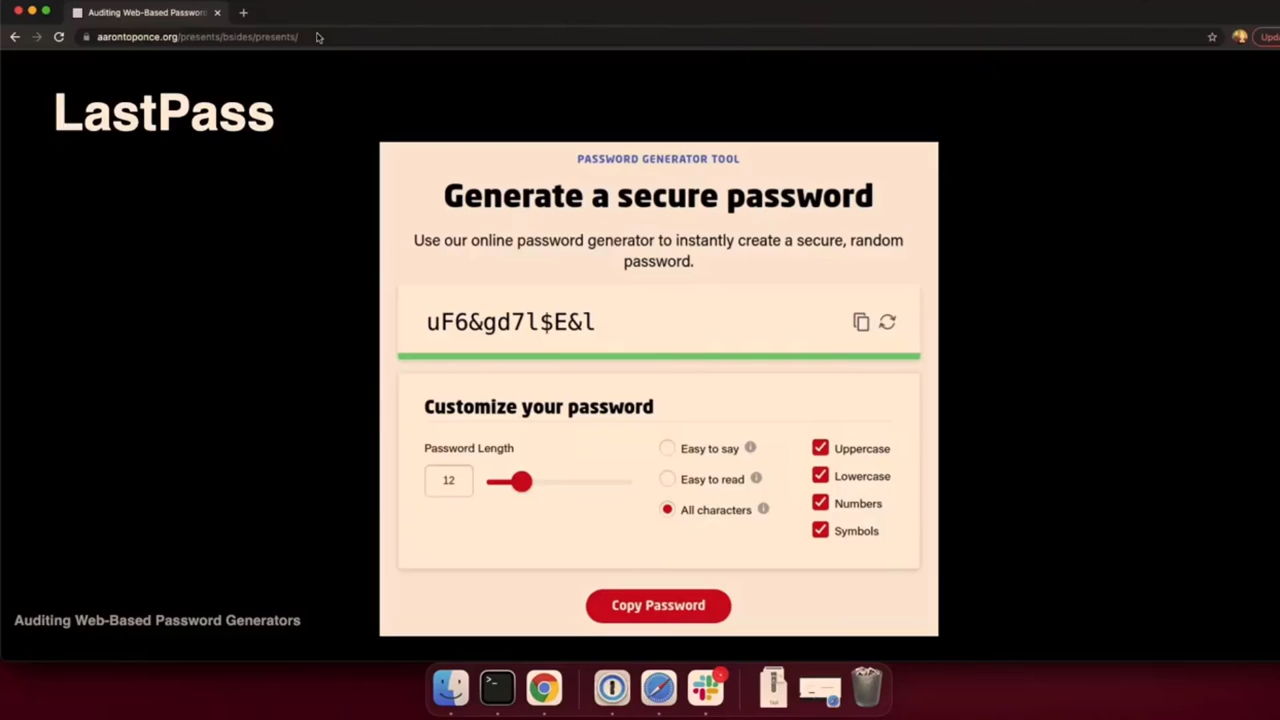 Auditing Web-Based Password
aarontoponce.org/presents/bsides/presents/
LastPass
PASSWORD GENERATOR TOOL
Generate a secure password
Use our online password generator to instantly create a secure, random
password.
uF6&gd7l$E&l
Customize your password
Password Length
12
Easy to say
Easy to read
All characters
Uppercase
Lowercase
Numbers
Symbols
Copy Password
Auditing Web-Based Password Generators